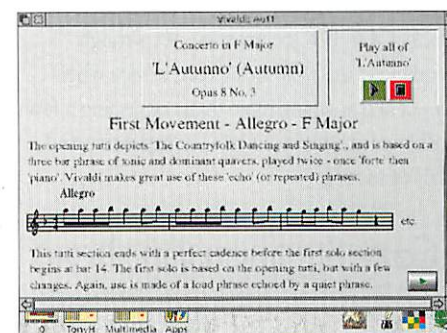 Vivaldi: au01
Concerto in F Major
'L'Autunno' (Autumn)
Opus 8 No. 3
Play all of
'L'Autunno'
First Movement - Allegro - F Major
The opening tutti depicts 'The Countryfolk Dancing and Singing'., and is based on a
three bar phrase of tonic and dominant quavers, played twice - once 'forte' then
'piano'. Vivaldi makes great use of these 'echo' (or repeated) phrases.
Allegro
etc
This tutti section ends with a perfect cadence before the first solo section
begins at bar 14. The first solo is based on the opening tutti, but with a few
changes. Again, use is made of a loud phrase echoed by a quiet phrase.
:0 TonyH Multimedia Apps